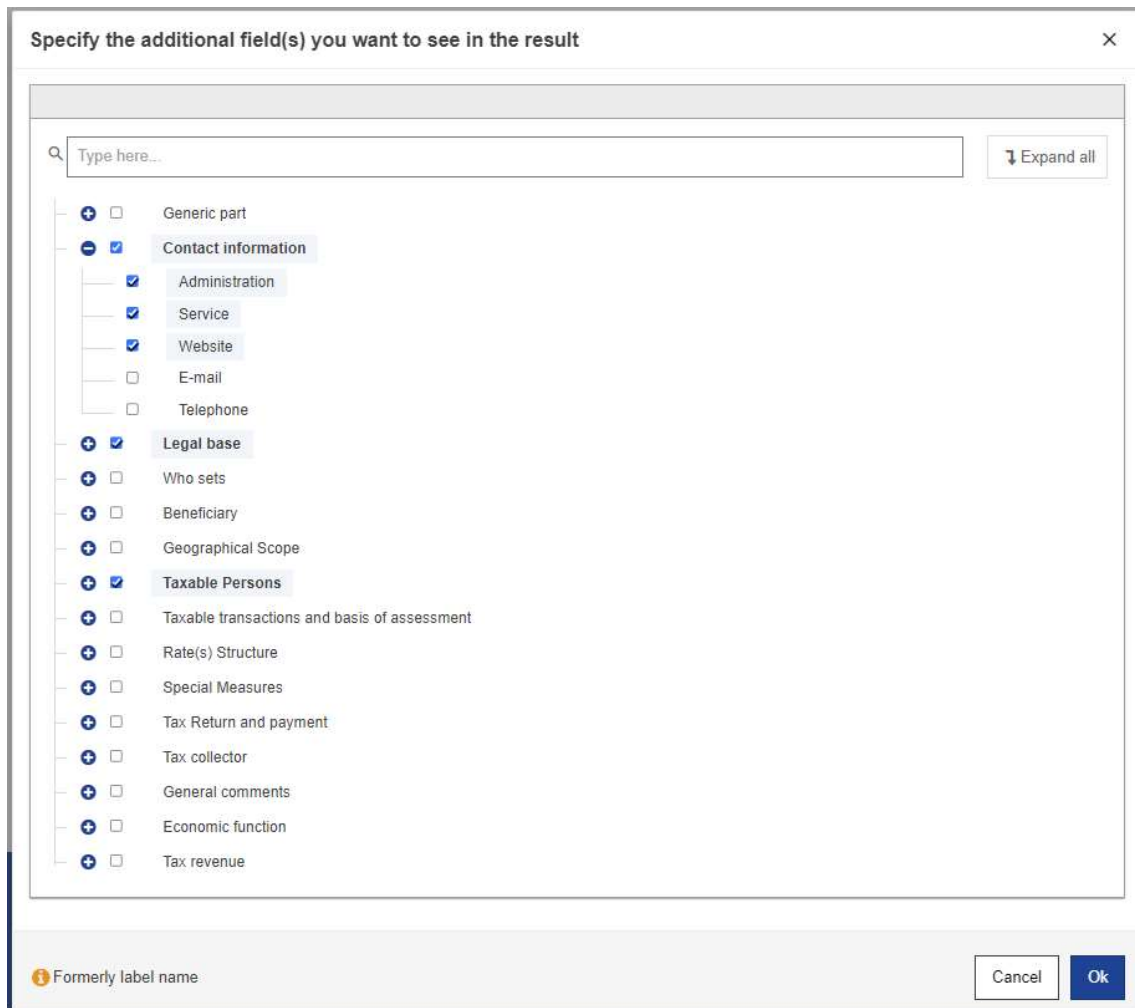 Specify the additional field(s) you want to see in the result
Type here...
Expand all
Generic part
Contact information
Administration
Service
Website
E-mail
Telephone
Legal base
Who sets
Beneficiary
Geographical Scope
Taxable Persons
Taxable transactions and basis of assessment
Rate(s) Structure
Special Measures
Tax Return and payment
Tax collector
General comments
Economic function
Tax revenue
Formerly label name
Cancel
Ok